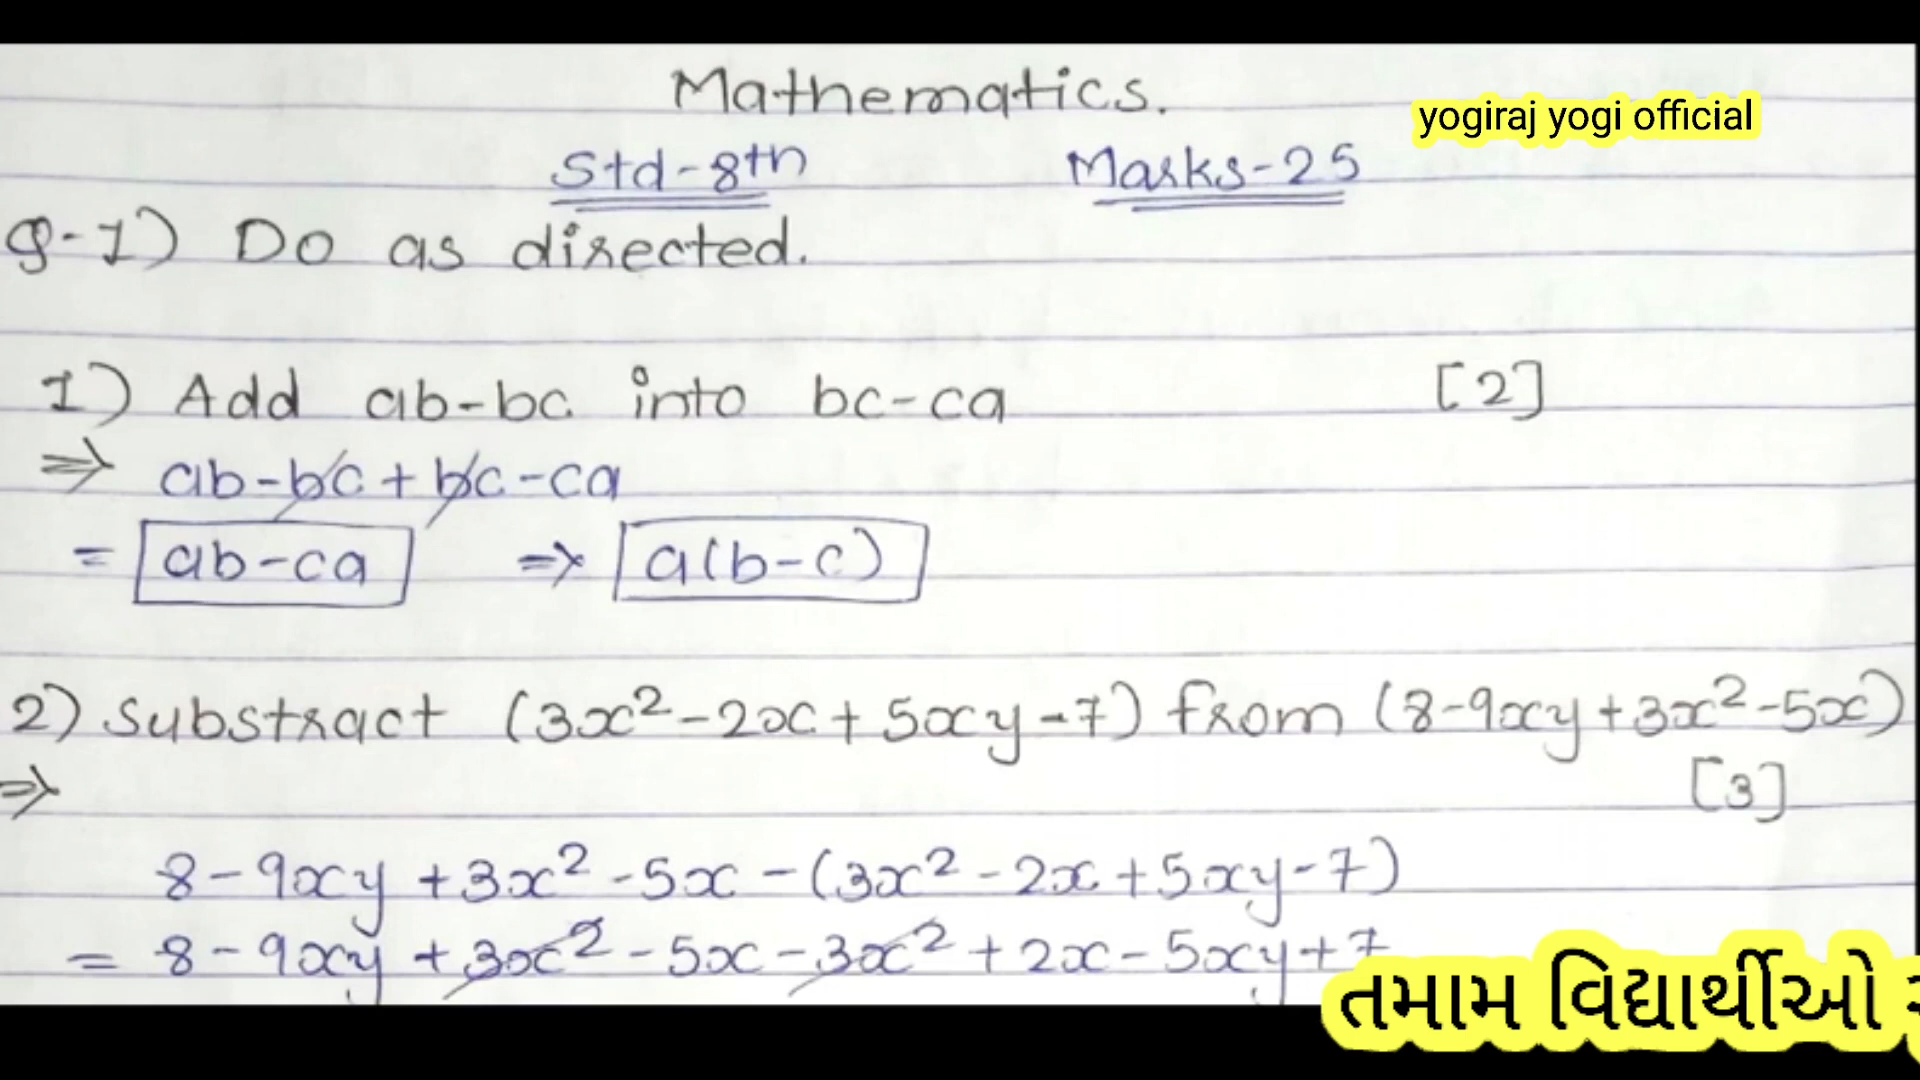 Mathematics.
yogiraj yogi official
Std-8th Marks-25
Q-1) Do as directed.
1) Add ab-bc into bc-ca [2]
⇒ ab-bc+bc-ca
= ab-ca ⇒ a(b-c)
2) Substract (3x²-2x+5xy-7) from (8-9xy+3x²-5x)
⇒ [3]
8-9xy+3x²-5x-(3x²-2x+5xy-7)
= 8-9xy+3x²-5x-3x²+2x-5xy+7
તમામ વિદ્યાર્થીઓ